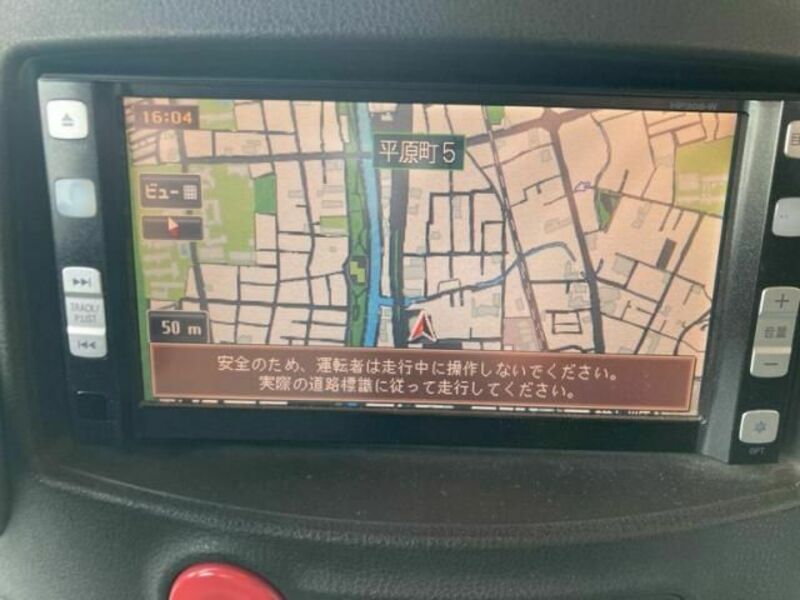 16:04
平原町5
ビュー
50 m
安全のため、運転者は走行中に操作しないでください。
実際の道路標識に従って走行してください。
TRACK/
P.LIST
音量
OPT